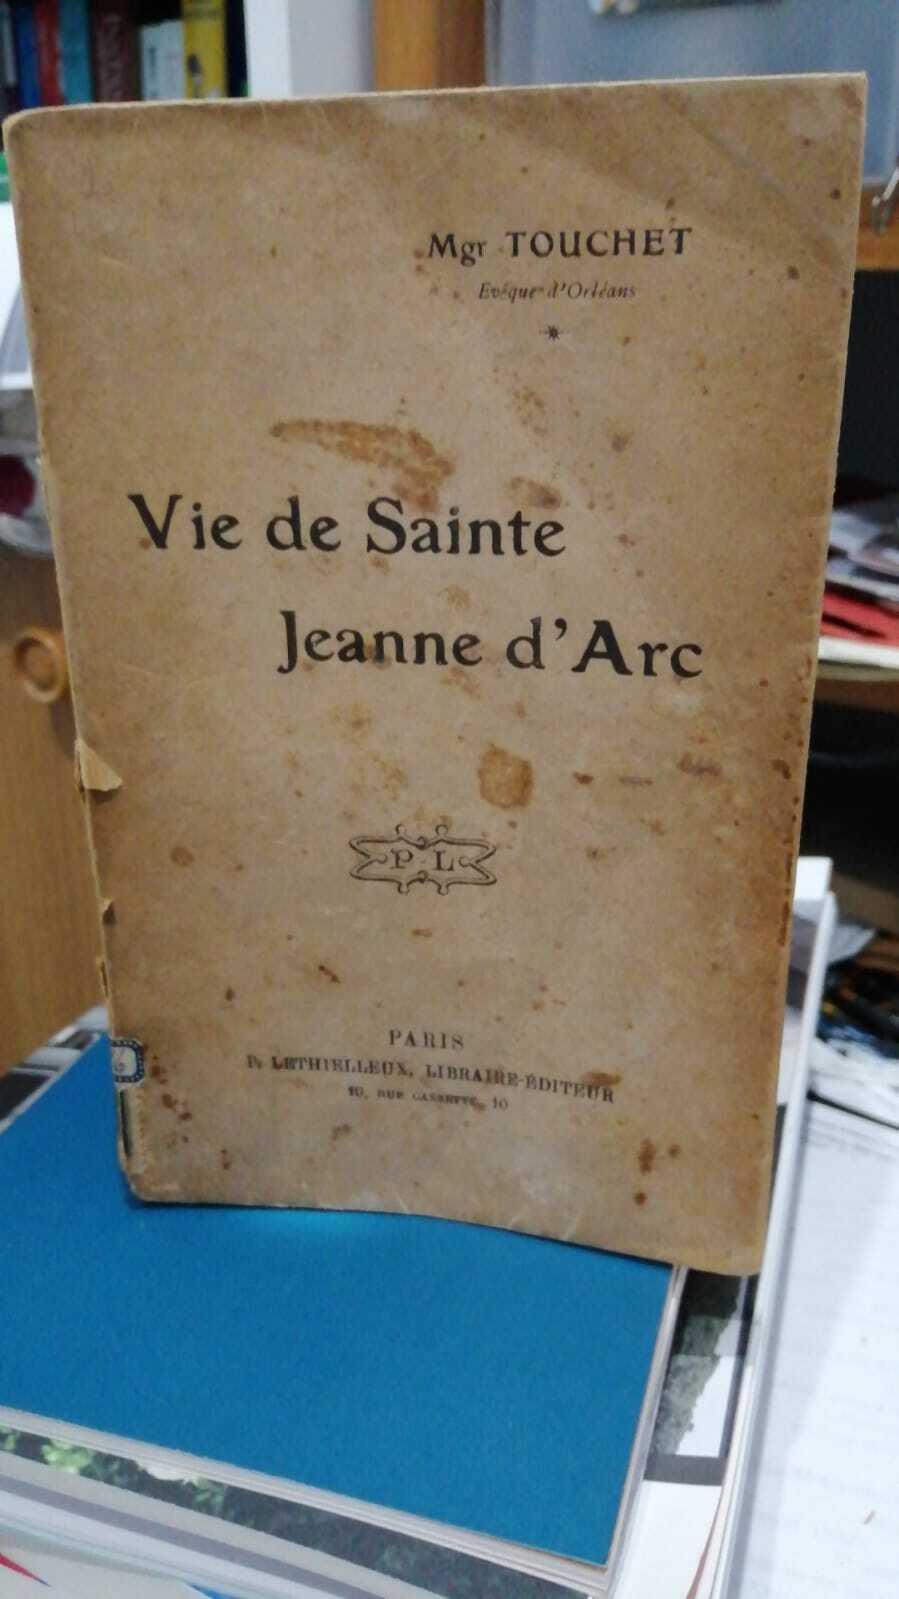 Mgr TOUCHET
Evêque d'Orléans
Vie de Sainte
Jeanne d'Arc
P L
PARIS
P. LETHIELLEUX, LIBRAIRE-ÉDITEUR
10, RUE CASSETTE, 10